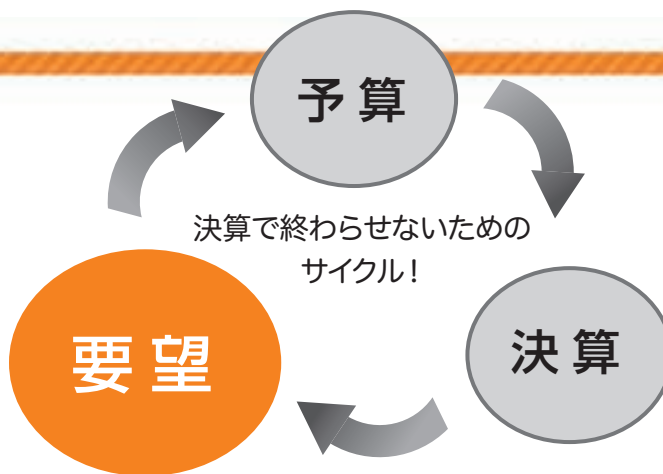 予算
決算で終わらせないための
サイクル！
要望
決算